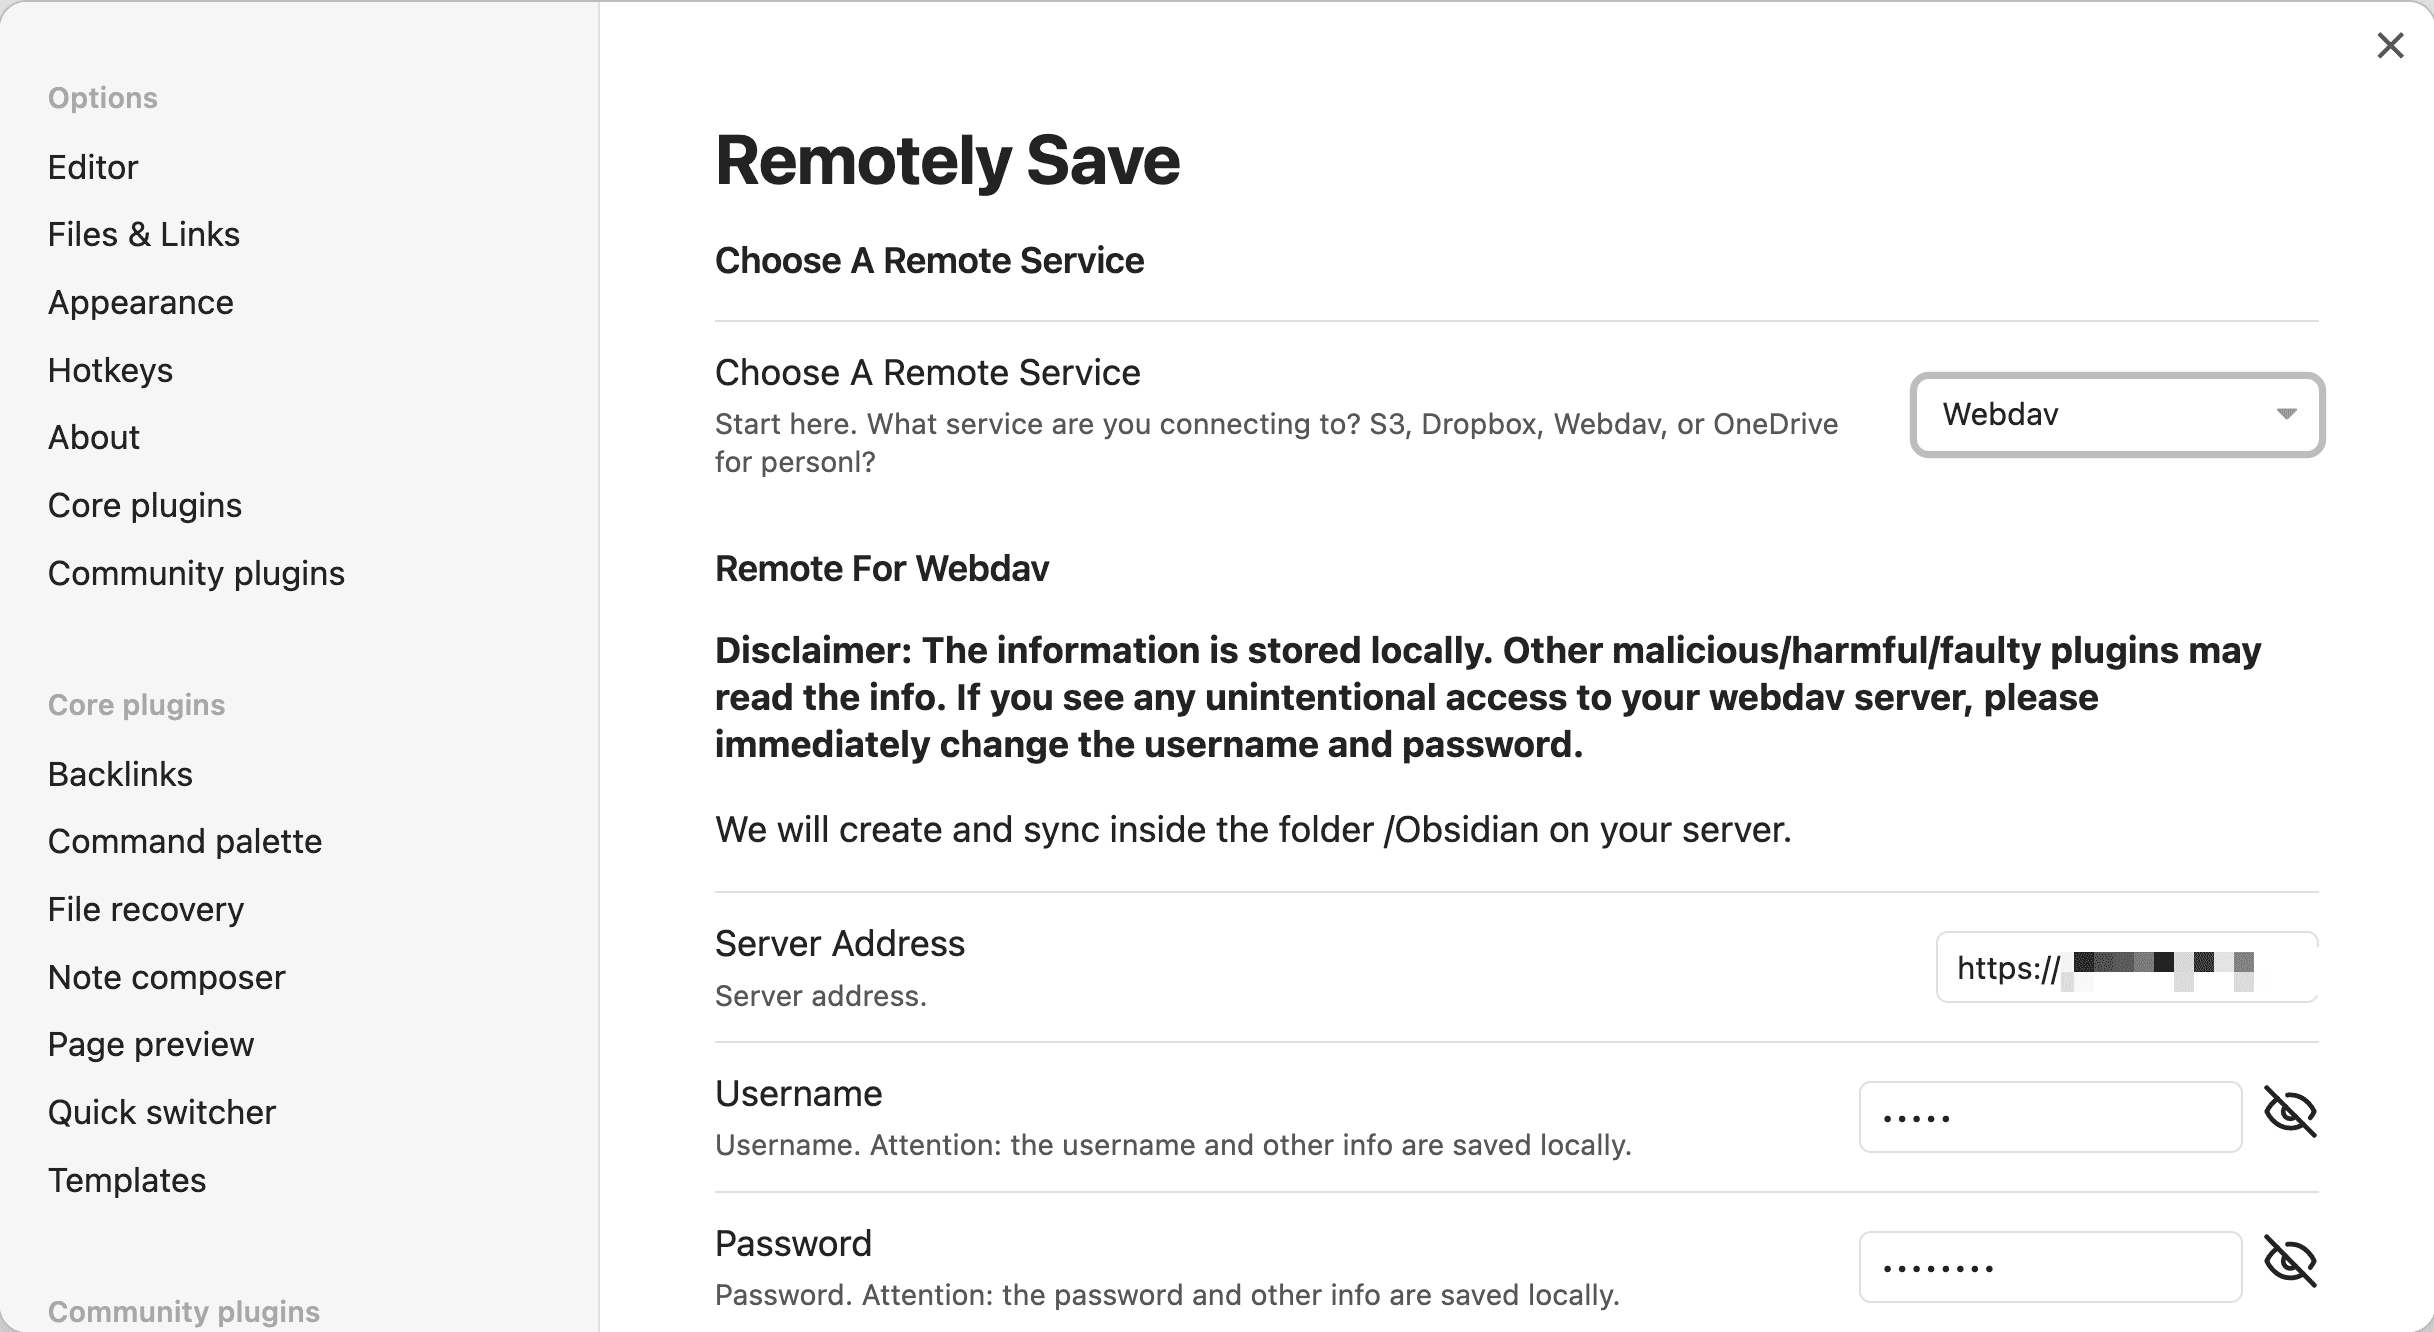 Options
Editor
Files & Links
Appearance
Hotkeys
About
Core plugins
Community plugins
Core plugins
Backlinks
Command palette
File recovery
Note composer
Page preview
Quick switcher
Templates
Community plugins
Remotely Save
Choose A Remote Service
Choose A Remote Service
Start here. What service are you connecting to? S3, Dropbox, Webdav, or OneDrive
for personl?
Webdav
Remote For Webdav
Disclaimer: The information is stored locally. Other malicious/harmful/faulty plugins may
read the info. If you see any unintentional access to your webdav server, please
immediately change the username and password.
We will create and sync inside the folder /Obsidian on your server.
Server Address
Server address.
https://
Username
Username. Attention: the username and other info are saved locally.
•••••
Password
Password. Attention: the password and other info are saved locally.
••••••••